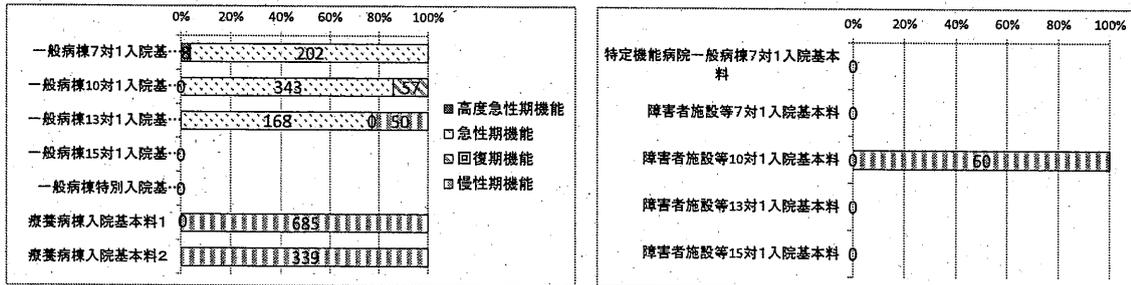 0% 20% 40% 60% 80% 100%
一般病棟7対1入院基… 8 202
一般病棟10対1入院基… 0 343 57
一般病棟13対1入院基… 168 0 50
一般病棟15対1入院基… 0
一般病棟特別入院基… 0
療養病棟入院基本料1 0 685
療養病棟入院基本料2 339
高度急性期機能
急性期機能
回復期機能
慢性期機能
0% 20% 40% 60% 80% 100%
特定機能病院一般病棟7対1入院基本
料 0
障害者施設等7対1入院基本料 0
障害者施設等10対1入院基本料 0 60
障害者施設等13対1入院基本料 0
障害者施設等15対1入院基本料 0